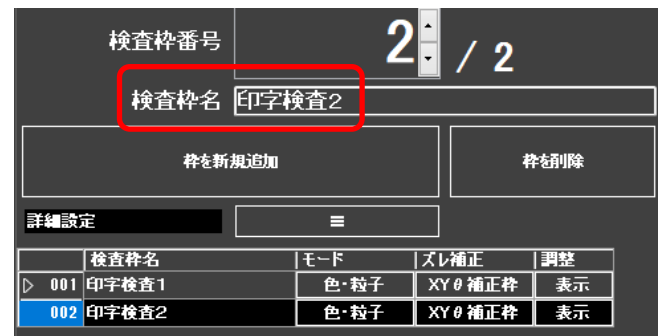 検査枠番号 2 / 2
検査枠名 印字検査2
枠を新規追加 枠を削除
詳細設定 ≡
検査枠名 モード ズレ補正 調整
001 印字検査1 色・粒子 XYθ補正枠 表示
002 印字検査2 色・粒子 XYθ補正枠 表示